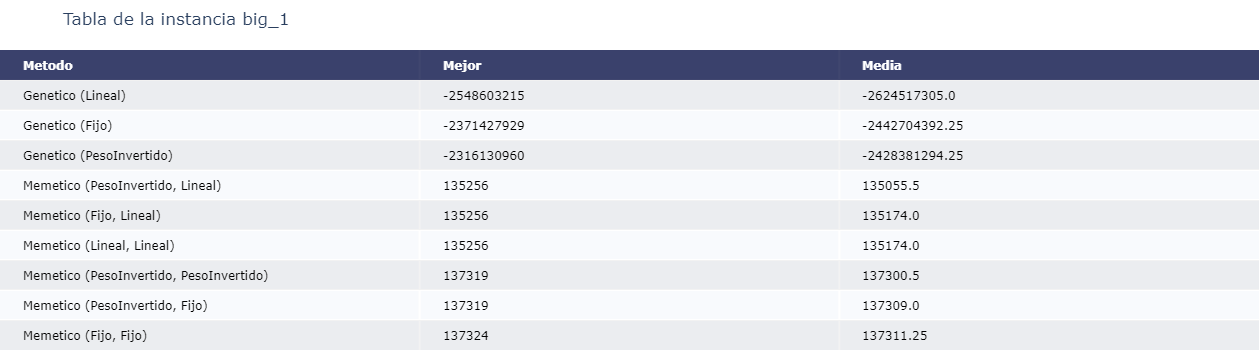 Tabla de la instancia big_1
Metodo Mejor Media
Genetico (Lineal) -2548603215 -2624517305.0
Genetico (Fijo) -2371427929 -2442704392.25
Genetico (PesoInvertido) -2316130960 -2428381294.25
Memetico (PesoInvertido, Lineal) 135256 135055.5
Memetico (Fijo, Lineal) 135256 135174.0
Memetico (Lineal, Lineal) 135256 135174.0
Memetico (PesoInvertido, PesoInvertido) 137319 137300.5
Memetico (PesoInvertido, Fijo) 137319 137309.0
Memetico (Fijo, Fijo) 137324 137311.25